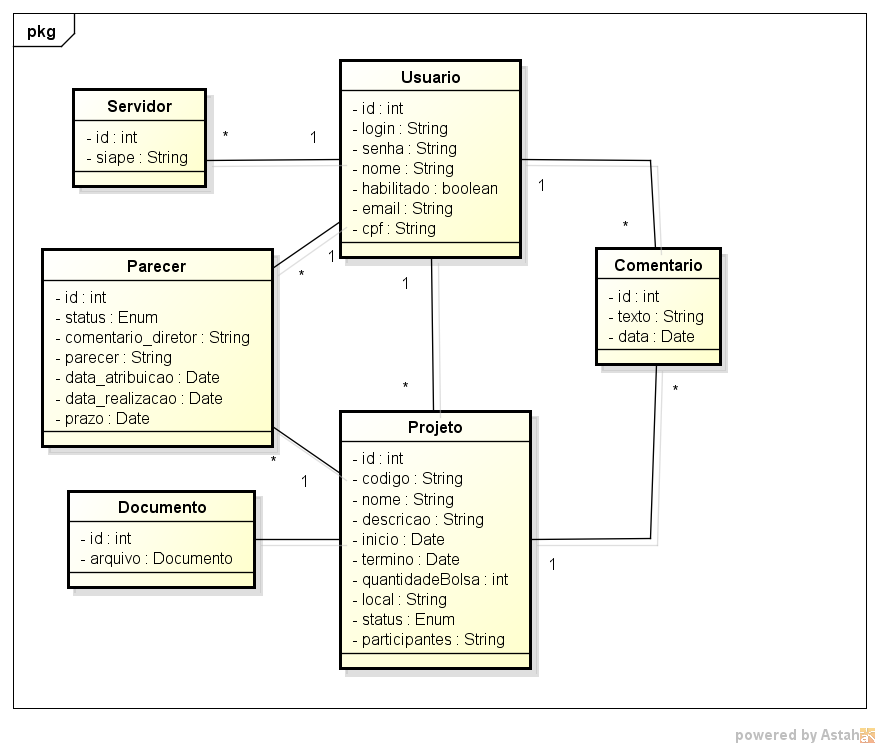 pkg
Usuario
- id : int
- login : String
- senha : String
- nome : String
- habilitado : boolean
- email : String
- cpf : String
Servidor
- id : int
- siape : String
*
1
1
*
Parecer
- id : int
- status : Enum
- comentario_diretor : String
- parecer : String
- data_atribuicao : Date
- data_realizacao : Date
- prazo : Date
1
*
1
*
Comentario
- id : int
- texto : String
- data : Date
*
1
*
1
Projeto
- id : int
- codigo : String
- nome : String
- descricao : String
- inicio : Date
- termino : Date
- quantidadeBolsa : int
- local : String
- status : Enum
- participantes : String
Documento
- id : int
- arquivo : Documento
powered by Astah